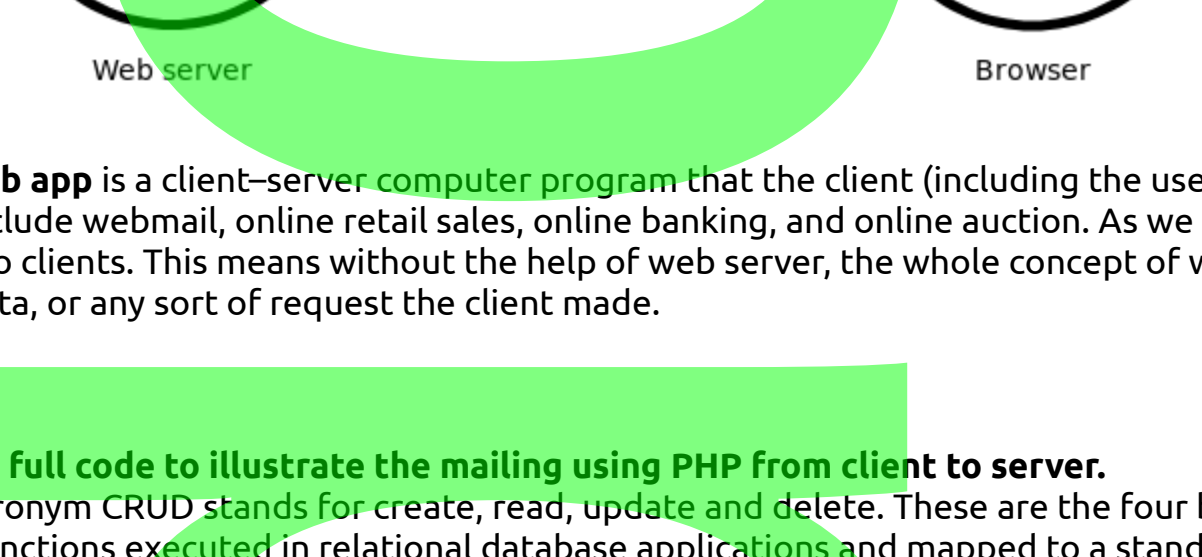 Web server Browser
b app is a client–server computer program that the client (including the use
clude webmail, online retail sales, online banking, and online auction. As we
o clients. This means without the help of web server, the whole concept of
ta, or any sort of request the client made.
full code to illustrate the mailing using PHP from client to server.
ronym CRUD stands for create, read, update and delete. These are the four
nctions executed in relational database applications and mapped to a stand